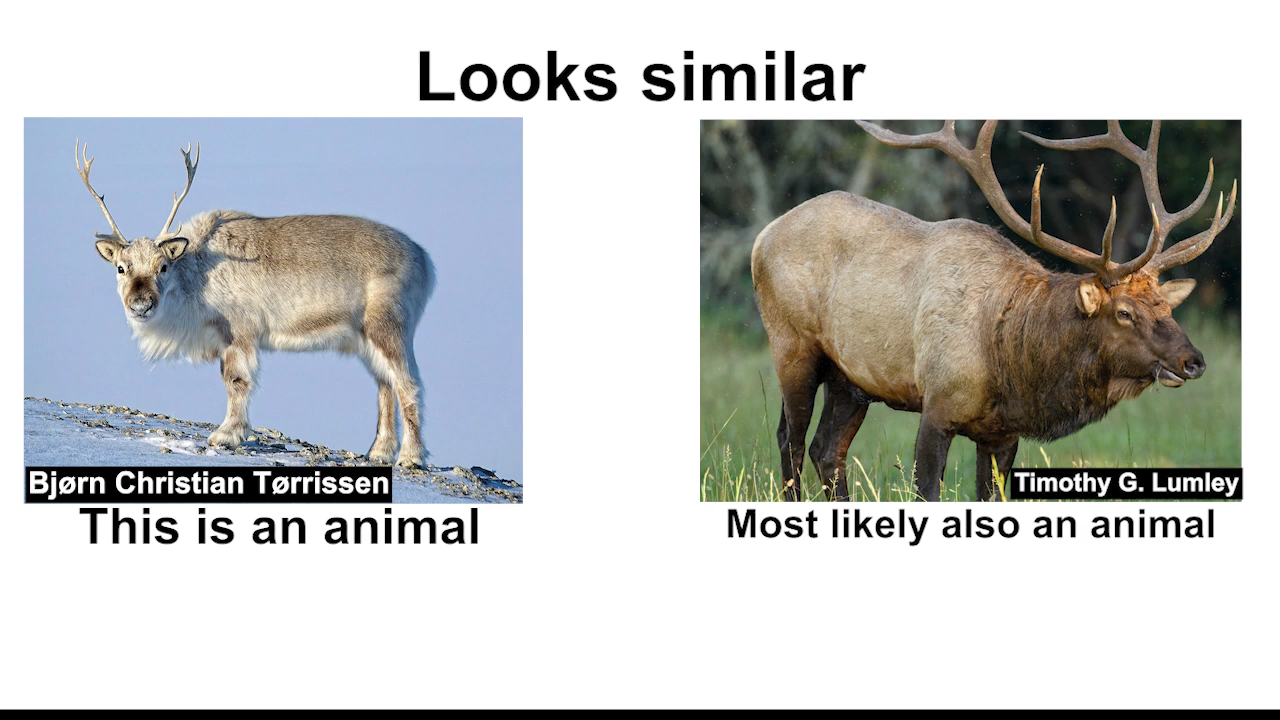 Looks similar
Bjørn Christian Tørrissen
This is an animal
Timothy G. Lumley
Most likely also an animal